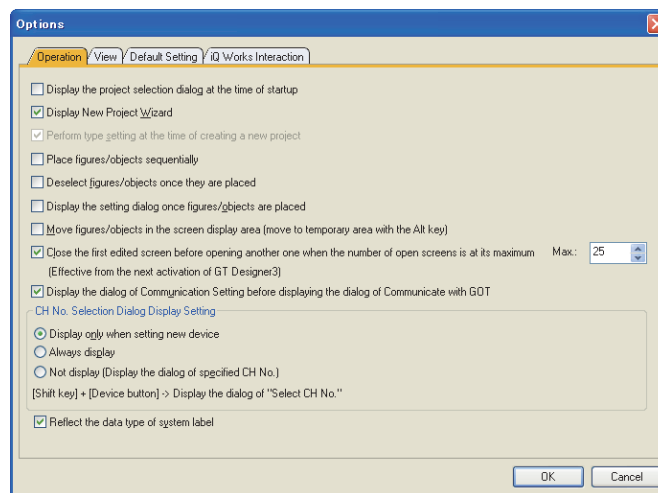 Options
Operation View Default Setting iQ Works Interaction
Display the project selection dialog at the time of startup
Display New Project Wizard
Perform type setting at the time of creating a new project
Place figures/objects sequentially
Deselect figures/objects once they are placed
Display the setting dialog once figures/objects are placed
Move figures/objects in the screen display area (move to temporary area with the Alt key)
Close the first edited screen before opening another one when the number of open screens is at its maximum Max.: 25
(Effective from the next activation of GT Designer3)
Display the dialog of Communication Setting before displaying the dialog of Communicate with GOT
CH No. Selection Dialog Display Setting
Display only when setting new device
Always display
Not display (Display the dialog of specified CH No.)
[Shift key] + [Device button] -> Display the dialog of "Select CH No."
Reflect the data type of system label
OK Cancel